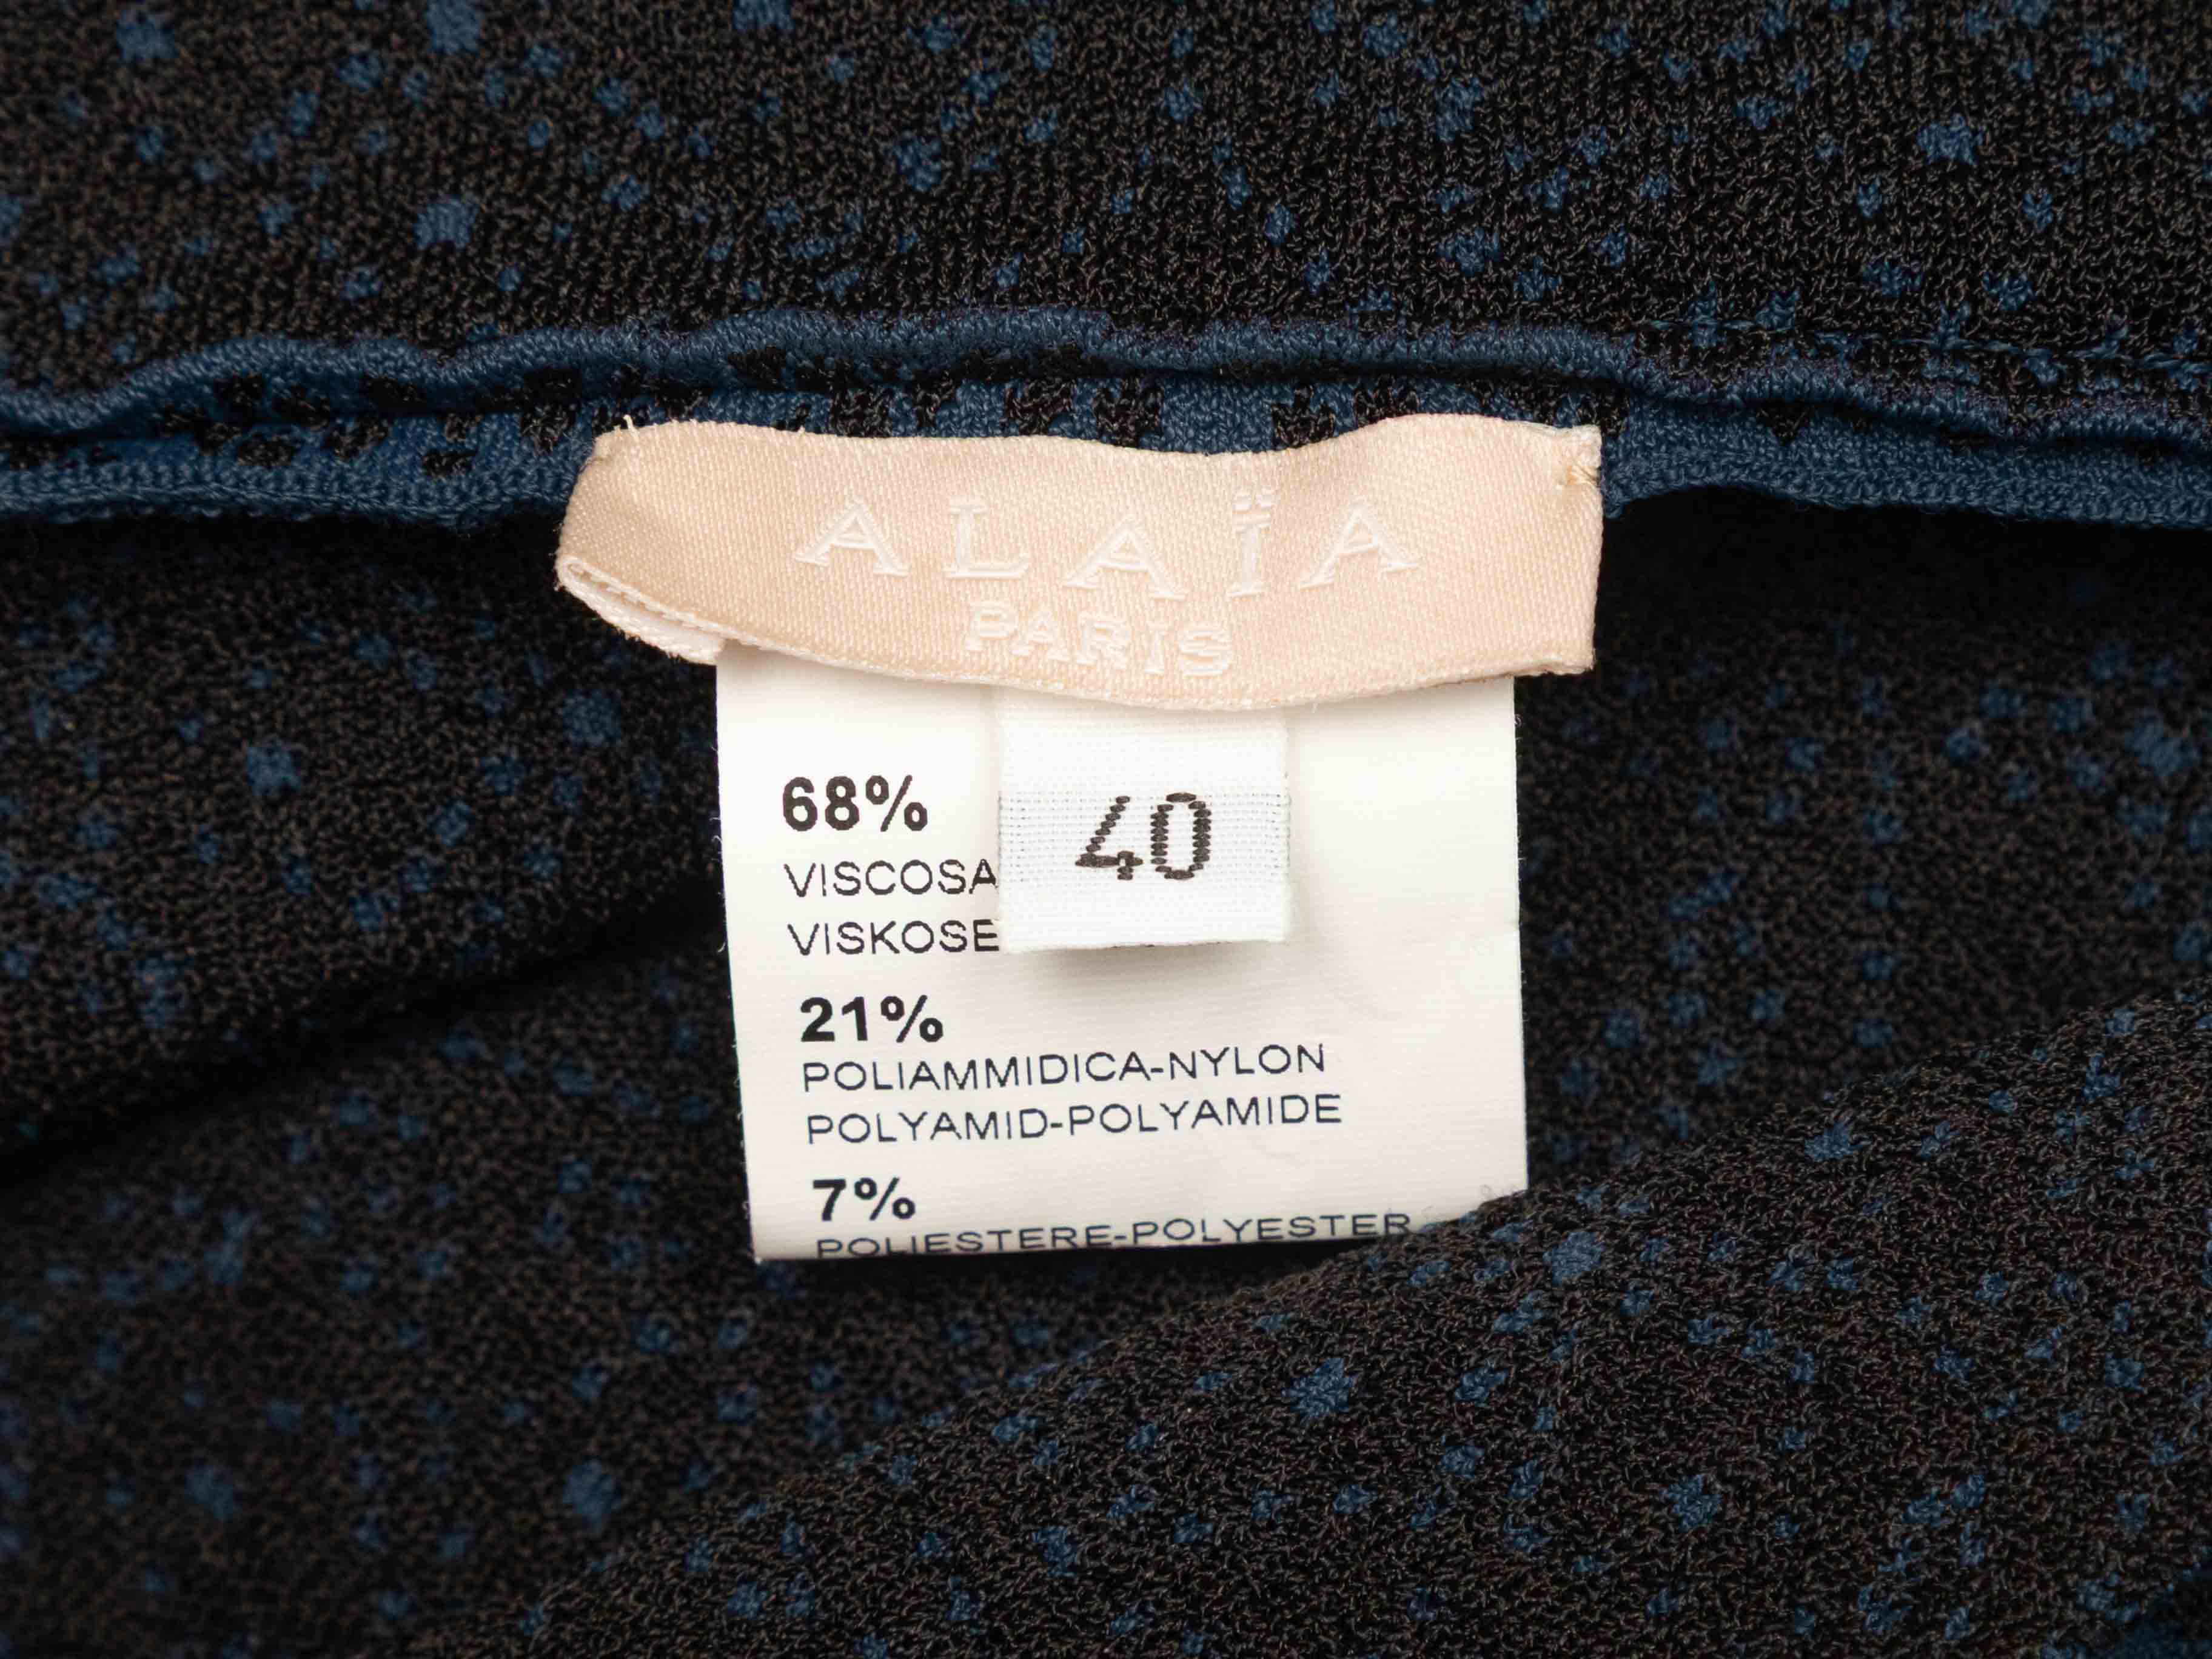 ALAÏA
PARIS
40
68%
VISCOSA
VISKOSE
21%
POLIAMMIDICA-NYLON
POLYAMID-POLYAMIDE
7%
POLIESTERE-POLYESTER